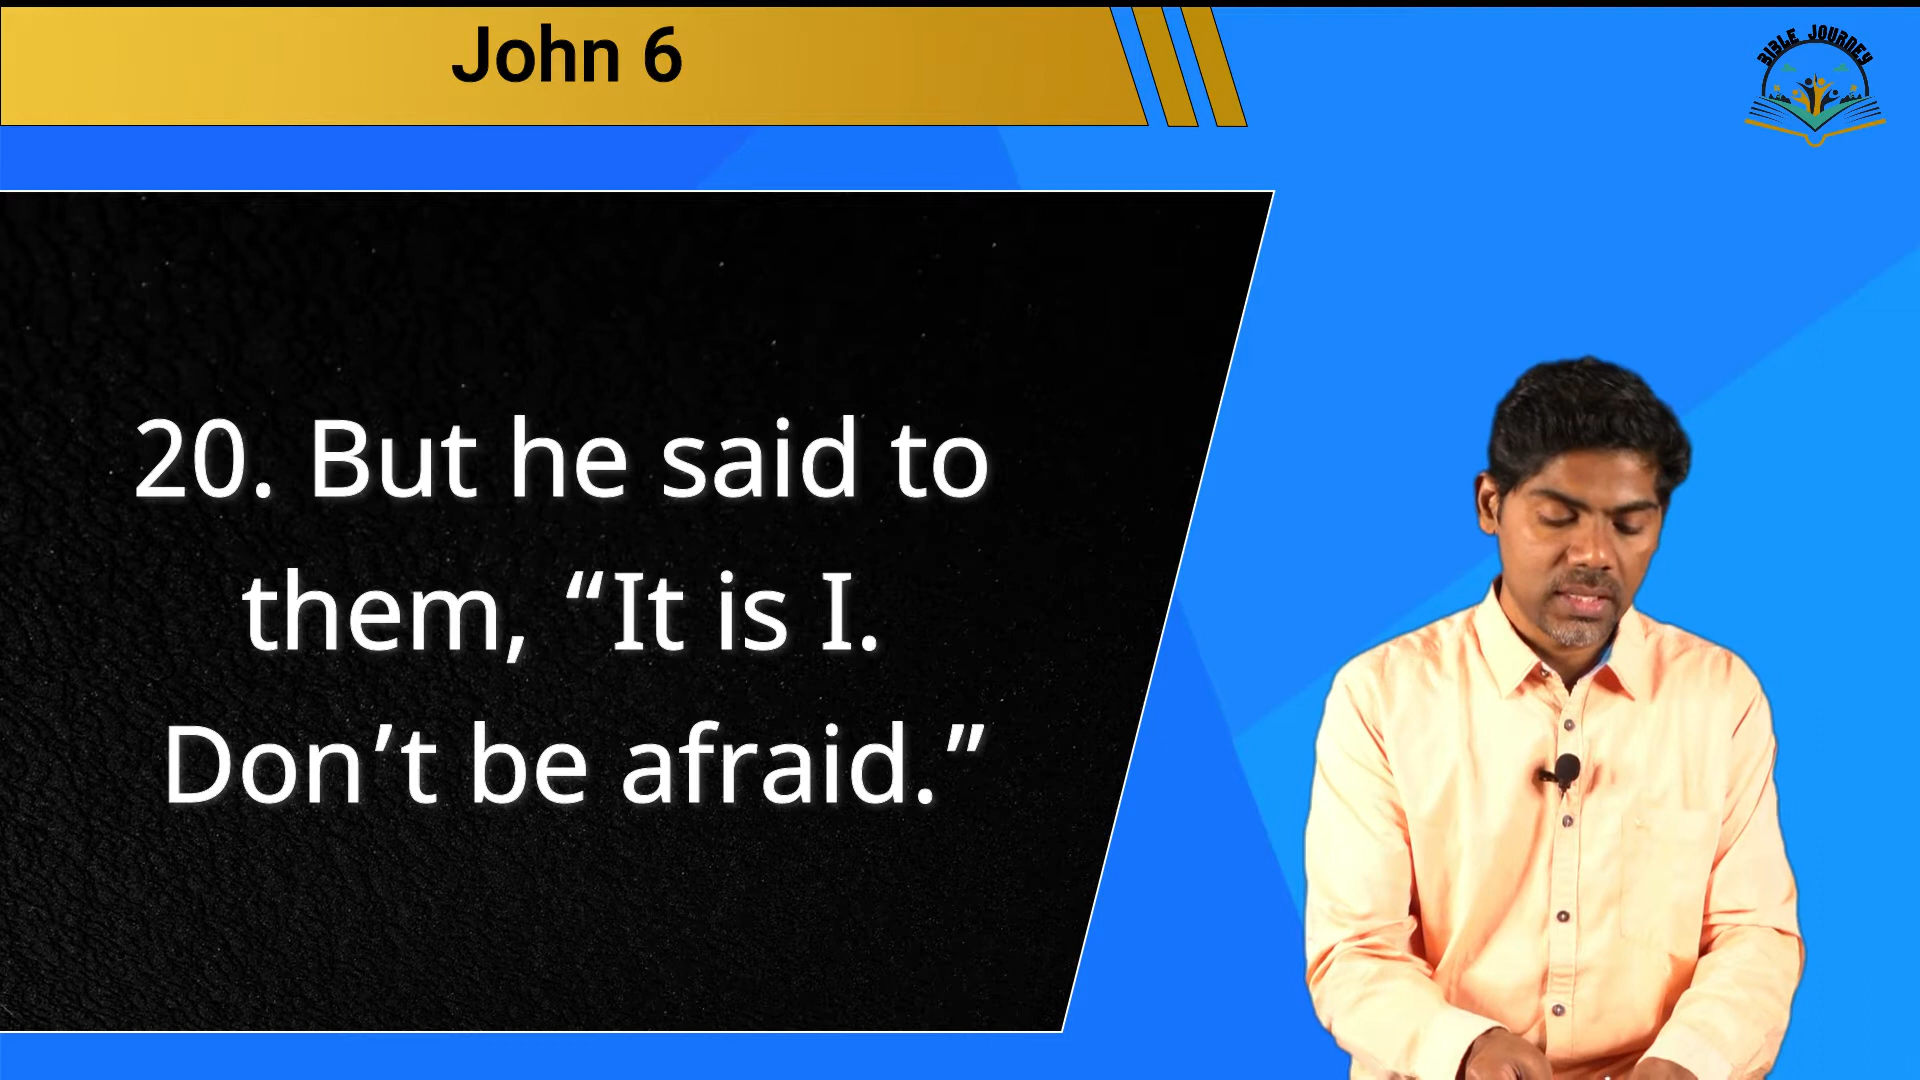 John 6
BIBLE JOURNEY
20. But he said to
them, “It is I.
Don’t be afraid.”